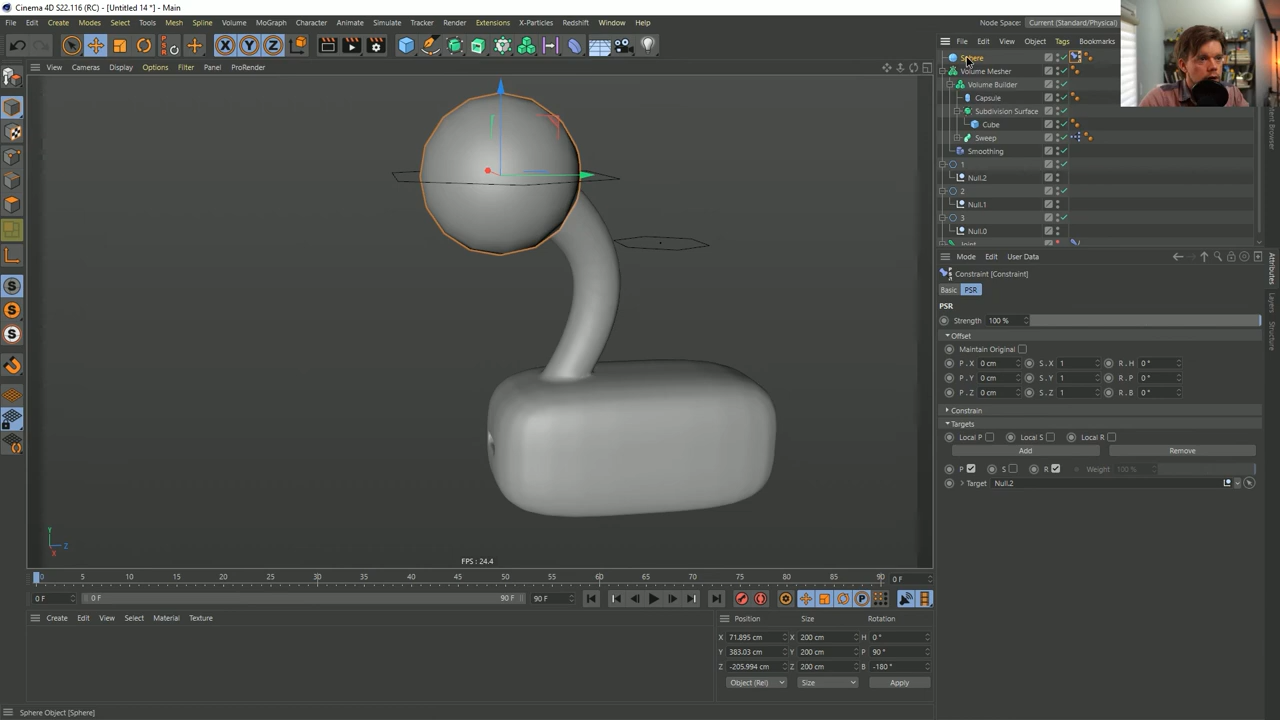 Cinema 4D S22.116 (RC) - [Untitled 14 *] - Main
File Edit Create Modes Select Tools Mesh Spline Volume MoGraph Character Animate Simulate Tracker Render Extensions X-Particles Redshift Window Help
Node Space: Current (Standard/Physical)
File Edit View Object Tags Bookmarks
X Y Z
View Cameras Display Options Filter Panel ProRender
Sphere
Volume Mesher
Volume Builder
Capsule
Subdivision Surface
Cube
Sweep
Smoothing
1
Null.2
2
Null.1
3
Null.0
Joint
Mode Edit User Data
Constraint [Constraint]
Basic PSR
PSR
Strength 100 %
Offset
Maintain Original
P . X 0 cm S . X 1 R . H 0 °
P . Y 0 cm S . Y 1 R . P 0 °
P . Z 0 cm S . Z 1 R . B 0 °
Constrain
Targets
Local P Local S Local R
Add Remove
P S R Weight 100 %
Target Null.2
Attributes
Layers
Structure
Y
Z
X
FPS : 24.4
0 5 10 15 20 25 30 35 40 45 50 55 60 65 70 75 80 85 90 0 F
0 F 0 F 90 F 90 F
Create Edit View Select Material Texture
Position Size Rotation
X 71.895 cm X 200 cm H 0 °
Y 383.03 cm Y 200 cm P 90 °
Z -205.994 cm Z 200 cm B -180 °
Object (Rel) Size Apply
Sphere Object [Sphere]